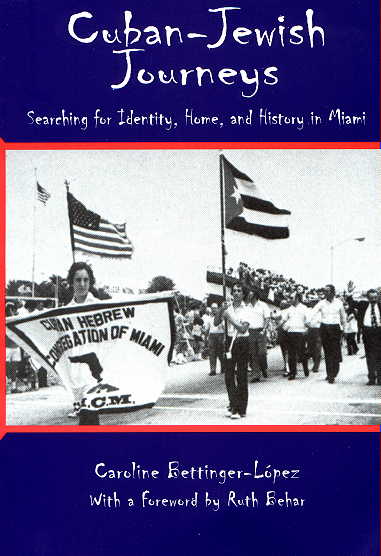 Cuban-Jewish
Journeys
Searching for Identity, Home, and History in Miami
CUBAN HEBREW
CONGREGATION OF MIAMI
Caroline Bettinger-López
With a Foreword by Ruth Behar